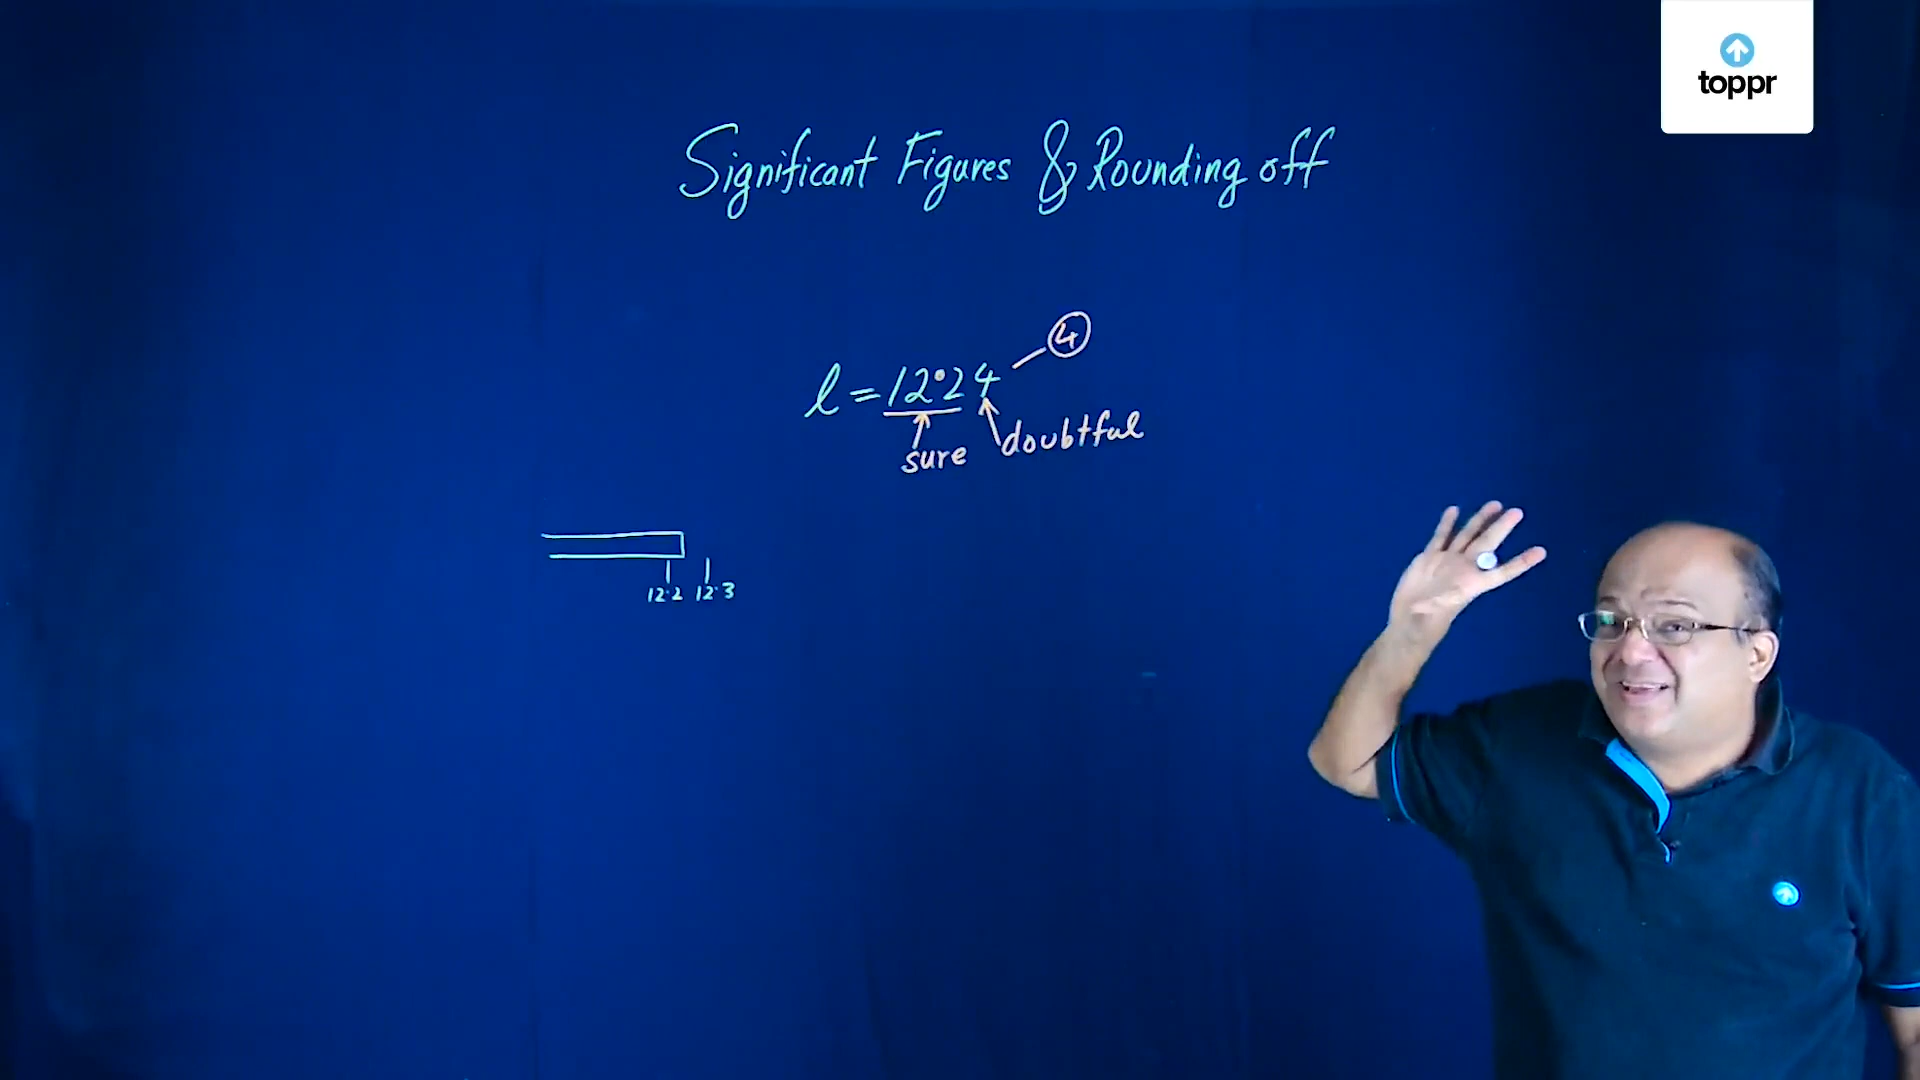 toppr
Significant Figures & Rounding off
4
l = 12.24
sure doubtful
12.2 12.3